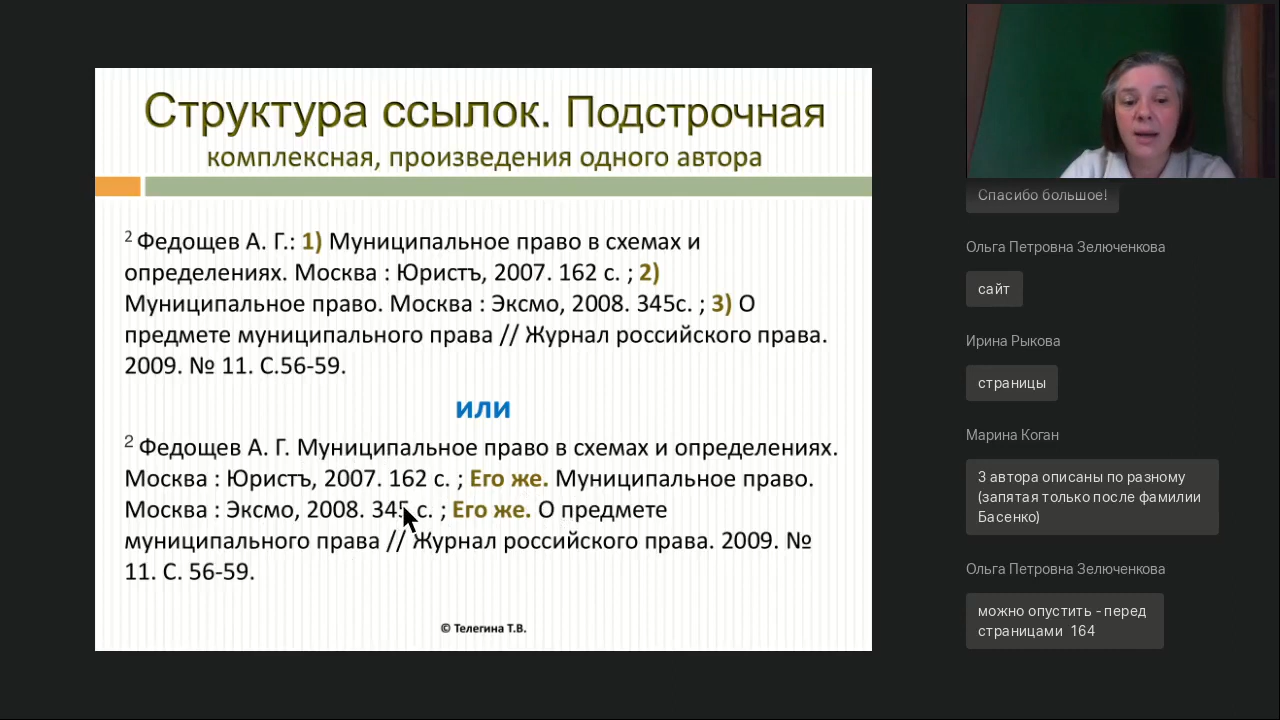 Структура ссылок. Подстрочная
комплексная, произведения одного автора
2 Федощев А. Г.: 1) Муниципальное право в схемах и
определениях. Москва : Юристъ, 2007. 162 с. ; 2)
Муниципальное право. Москва : Эксмо, 2008. 345с. ; 3) О
предмете муниципального права // Журнал российского права.
2009. № 11. С.56-59.
или
2 Федощев А. Г. Муниципальное право в схемах и определениях.
Москва : Юристъ, 2007. 162 с. ; Его же. Муниципальное право.
Москва : Эксмо, 2008. 345 с. ; Его же. О предмете
муниципального права // Журнал российского права. 2009. №
11. С. 56-59.
© Телегина Т.В.
Спасибо большое!
Ольга Петровна Зелюченкова
сайт
Ирина Рыкова
страницы
Марина Коган
3 автора описаны по разному
(запятая только после фамилии
Басенко)
Ольга Петровна Зелюченкова
можно опустить - перед
страницами 164